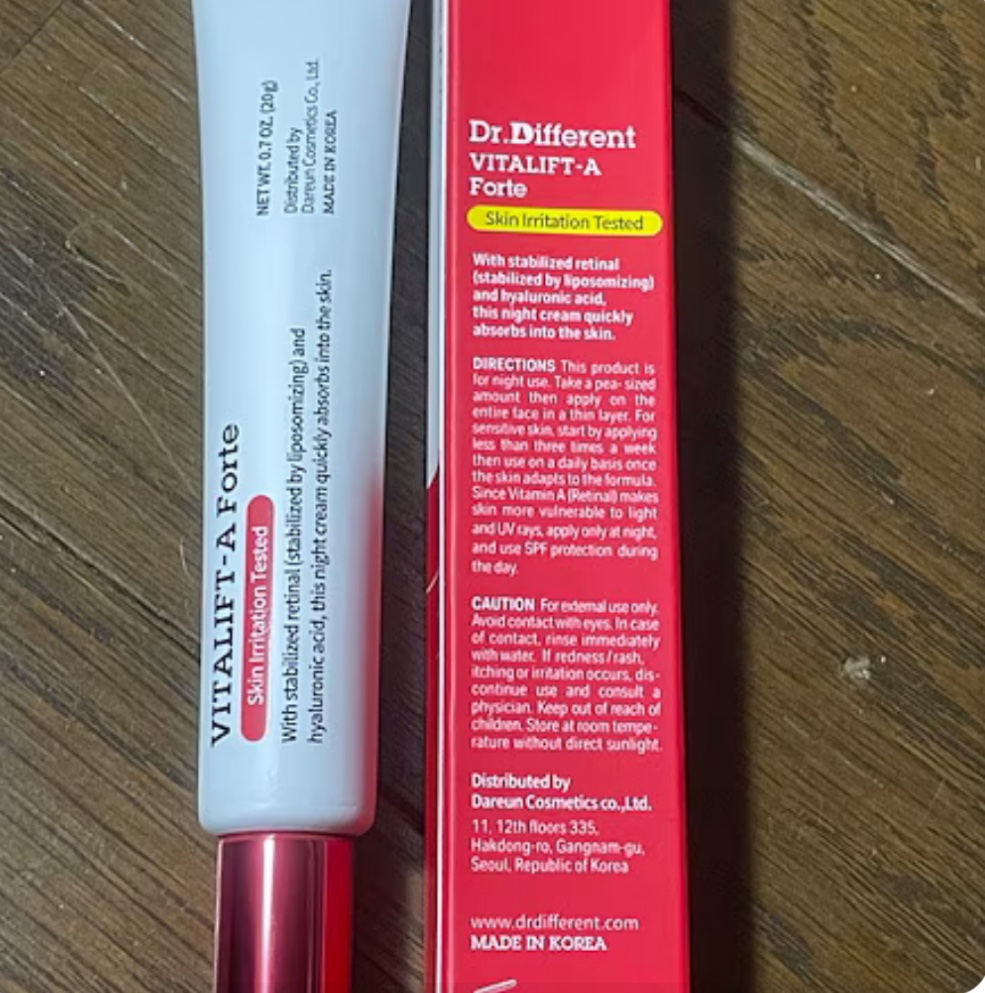 VITALIFT-A Forte
Skin Irritation Tested
With stabilized retinal (stabilized by liposomizing) and
hyaluronic acid, this night cream quickly absorbs into the skin.
NET WT. 0.7 OZ. (20g)
Distributed by
Dareun Cosmetics Co., Ltd.
MADE IN KOREA
Dr.Different
VITALIFT-A
Forte
Skin Irritation Tested
With stabilized retinal
(stabilized by liposomizing)
and hyaluronic acid,
this night cream quickly
absorbs into the skin.
DIRECTIONS This product is
for night use. Take a pea- sized
amount then apply on the
entire face in a thin layer. For
sensitive skin, start by applying
less than three times a week
then use on a daily basis once
the skin adapts to the formula.
Since Vitamin A (Retinal) makes
skin more vulnerable to light
and UV rays, apply only at night,
and use SPF protection during
the day.
CAUTION For external use only.
Avoid contact with eyes. In case
of contact, rinse immediately
with water. If redness / rash,
itching or irritation occurs, dis-
continue use and consult a
physician. Keep out of reach of
children. Store at room tempe-
rature without direct sunlight.
Distributed by
Dareun Cosmetics co.,Ltd.
11, 12th floors 335,
Hakdong-ro, Gangnam-gu,
Seoul, Republic of Korea
www.drdifferent.com
MADE IN KOREA